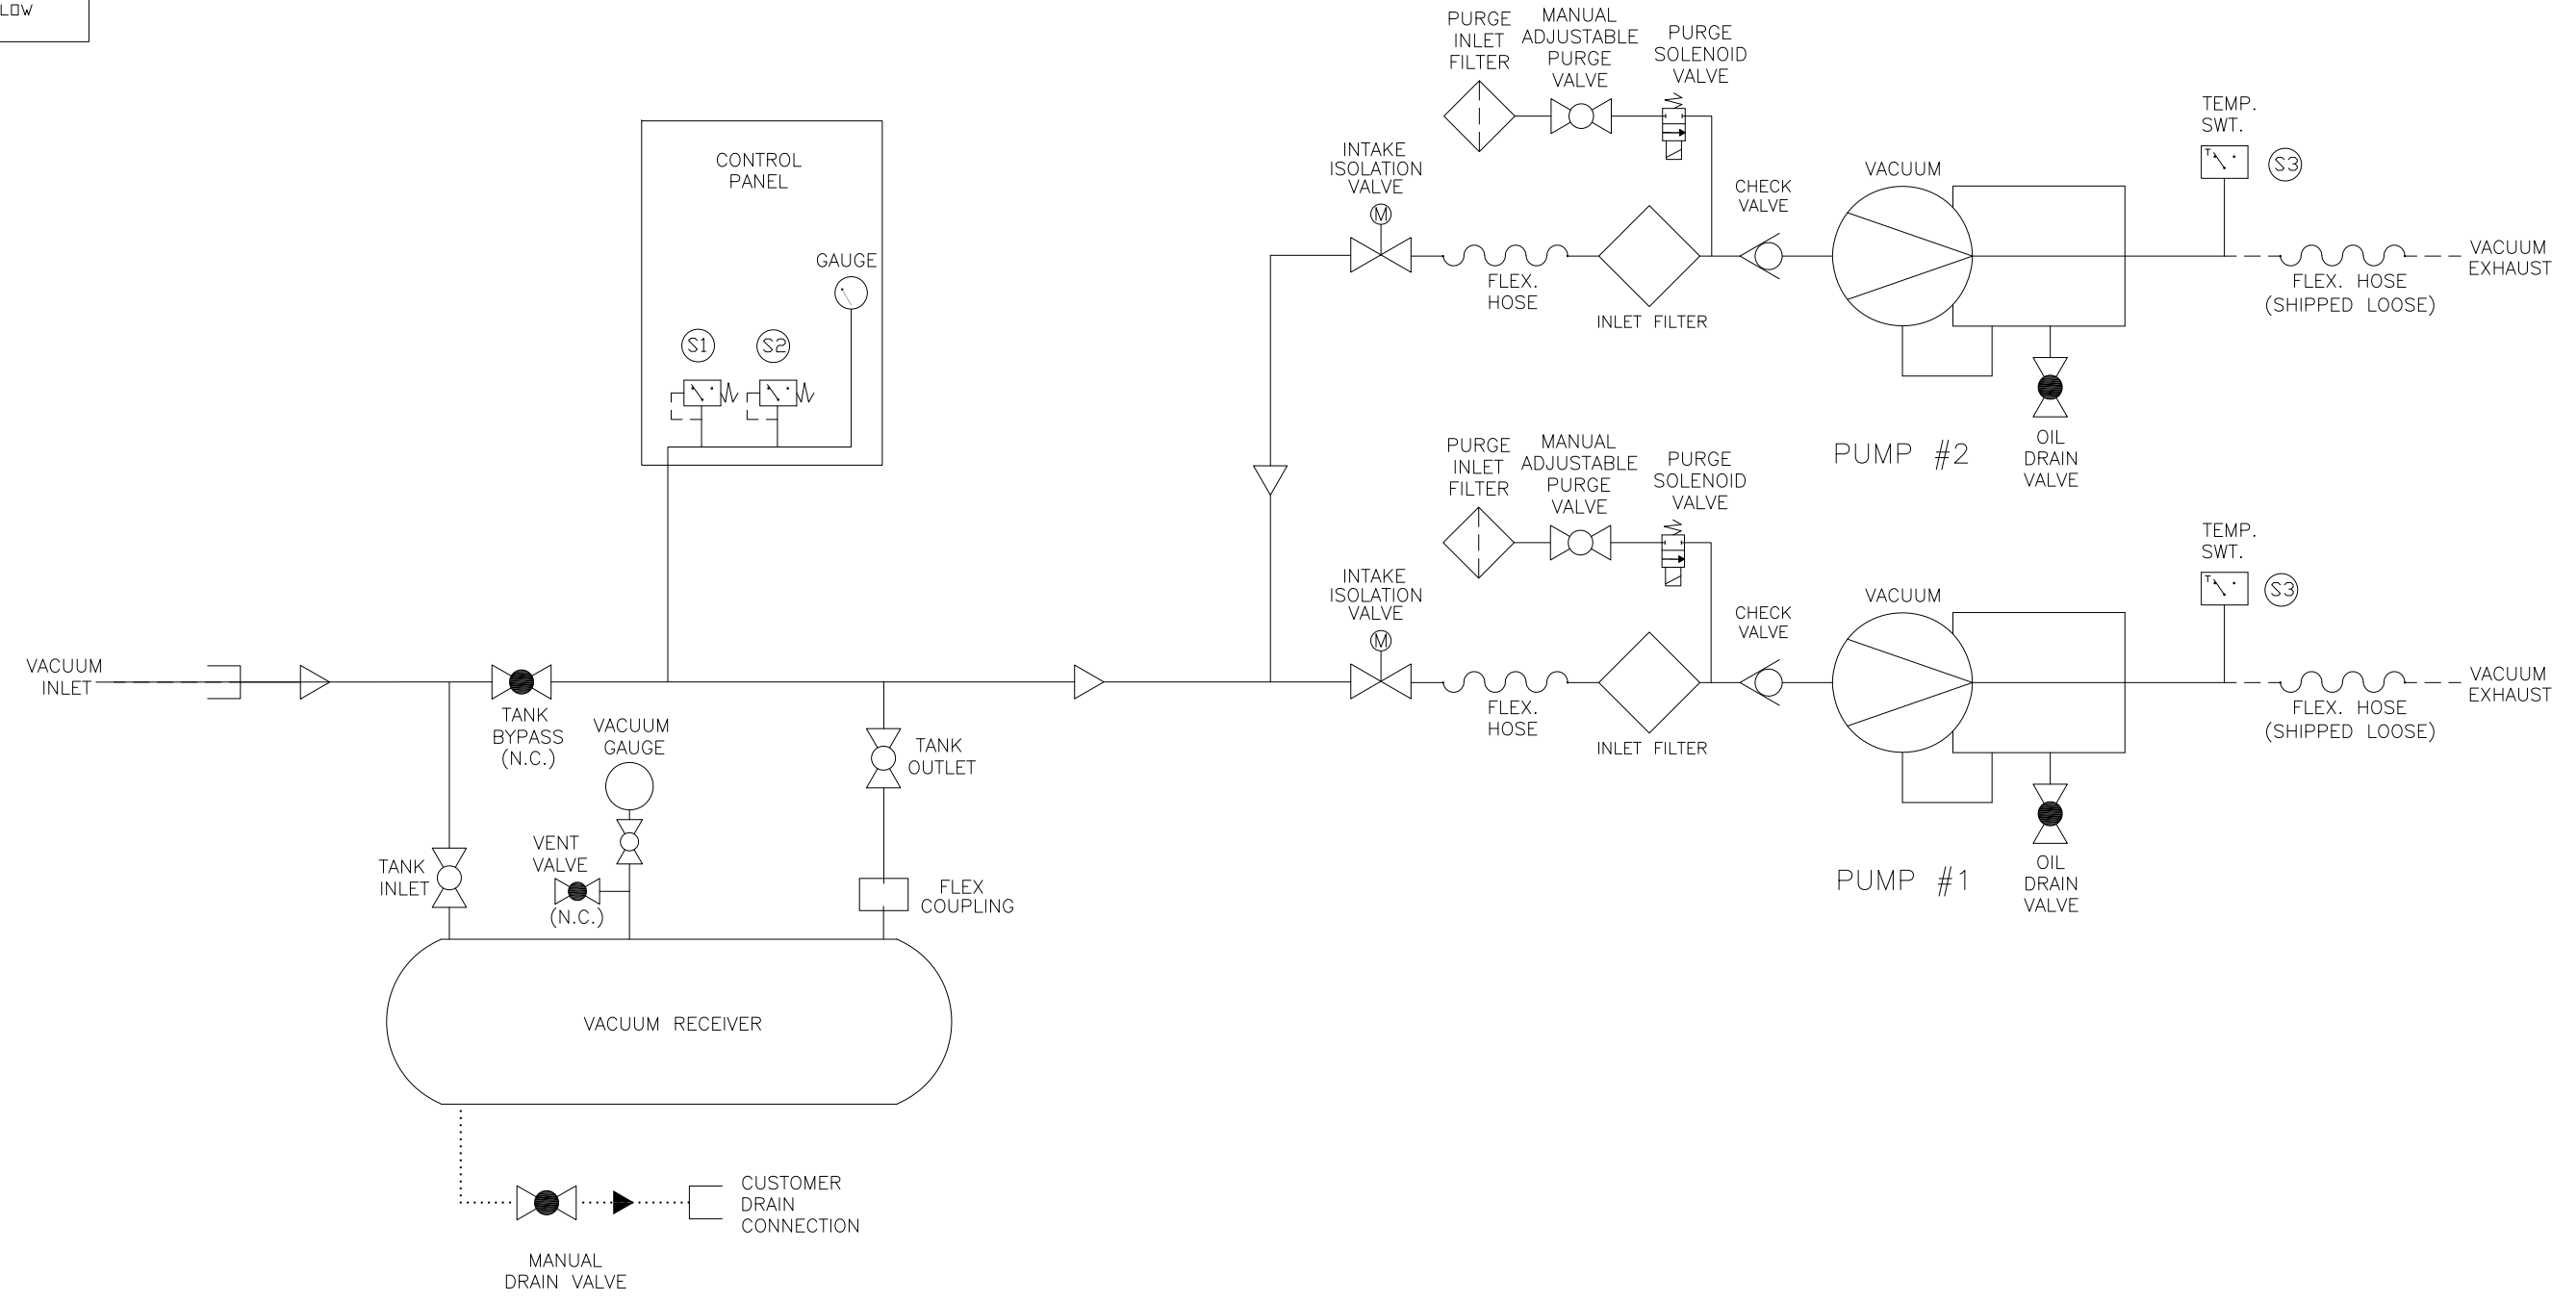 LOW
CONTROL
PANEL
GAUGE
S1
S2
PURGE
INLET
FILTER
MANUAL
ADJUSTABLE
PURGE
VALVE
PURGE
SOLENOID
VALVE
INTAKE
ISOLATION
VALVE
M
FLEX.
HOSE
INLET FILTER
CHECK
VALVE
VACUUM
TEMP.
SWT.
T
S3
FLEX. HOSE
(SHIPPED LOOSE)
VACUUM
EXHAUST
PUMP #2
OIL
DRAIN
VALVE
PURGE
INLET
FILTER
MANUAL
ADJUSTABLE
PURGE
VALVE
PURGE
SOLENOID
VALVE
INTAKE
ISOLATION
VALVE
M
FLEX.
HOSE
INLET FILTER
CHECK
VALVE
VACUUM
TEMP.
SWT.
T
S3
FLEX. HOSE
(SHIPPED LOOSE)
VACUUM
EXHAUST
PUMP #1
OIL
DRAIN
VALVE
VACUUM
INLET
TANK
BYPASS
(N.C.)
VACUUM
GAUGE
TANK
OUTLET
VENT
VALVE
(N.C.)
TANK
INLET
FLEX
COUPLING
VACUUM RECEIVER
CUSTOMER
DRAIN
CONNECTION
MANUAL
DRAIN VALVE